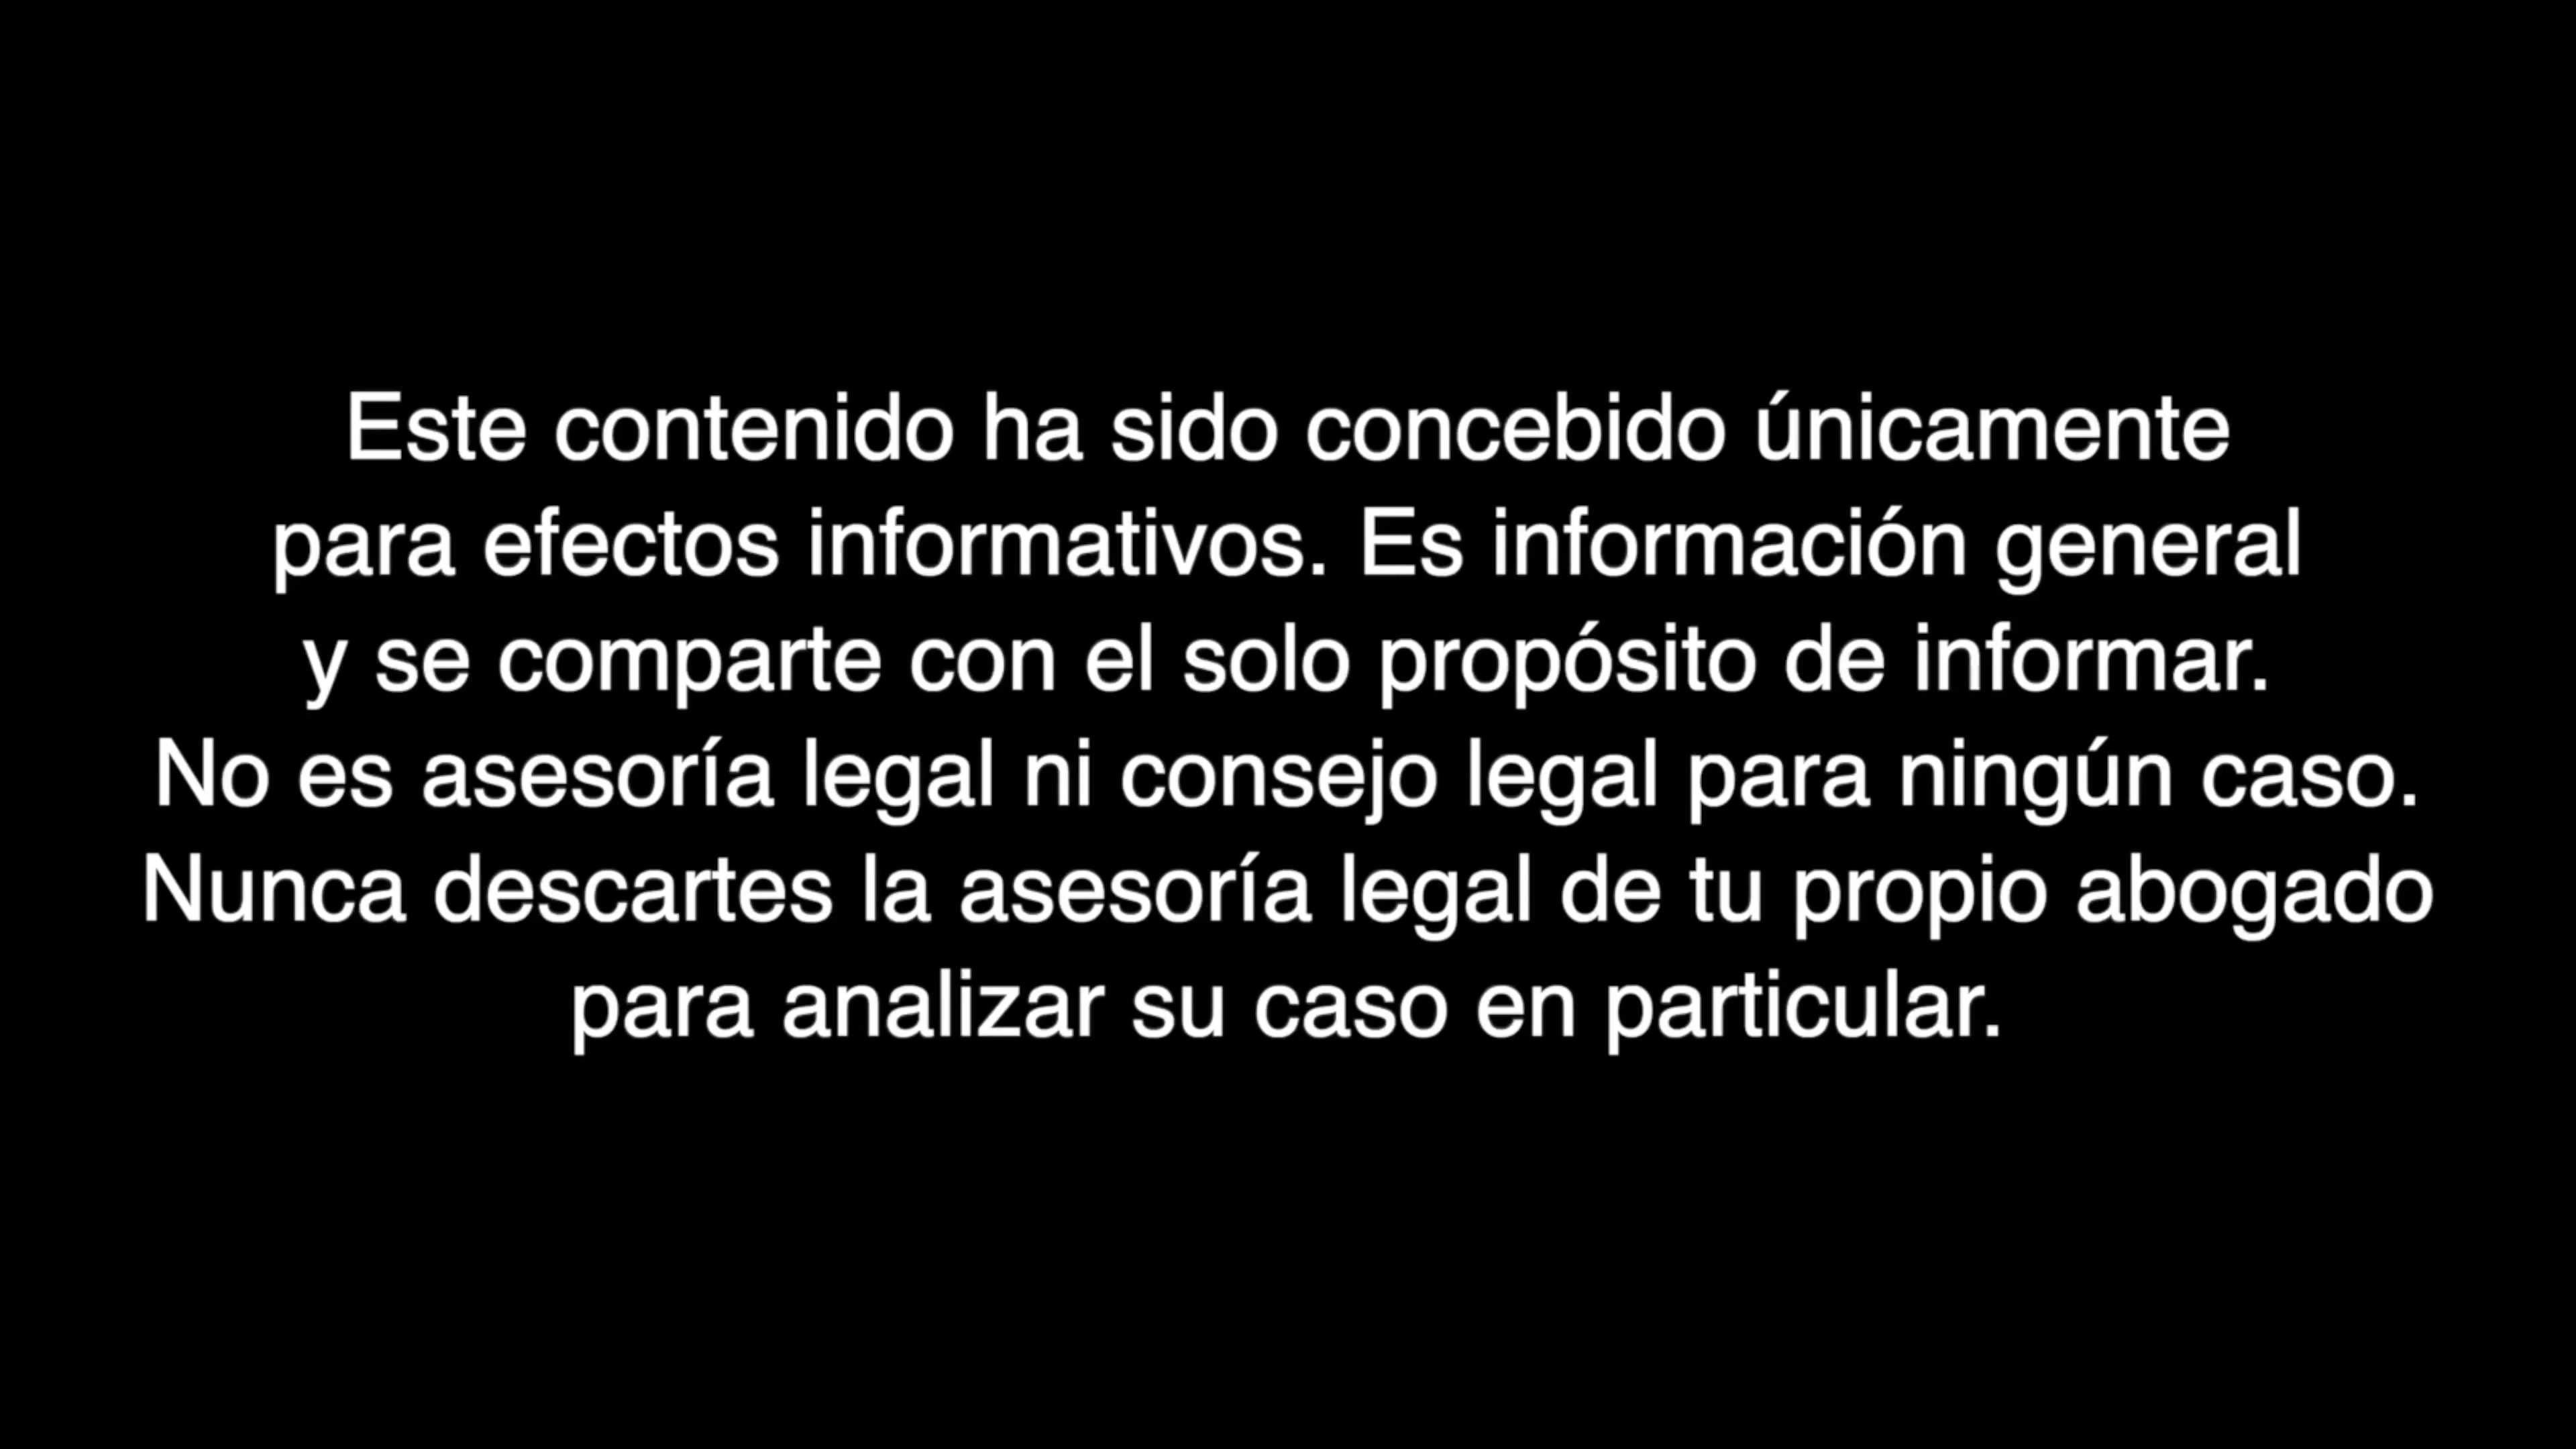 Este contenido ha sido concebido únicamente
para efectos informativos. Es información general
y se comparte con el solo propósito de informar.
No es asesoría legal ni consejo legal para ningún caso.
Nunca descartes la asesoría legal de tu propio abogado
para analizar su caso en particular.